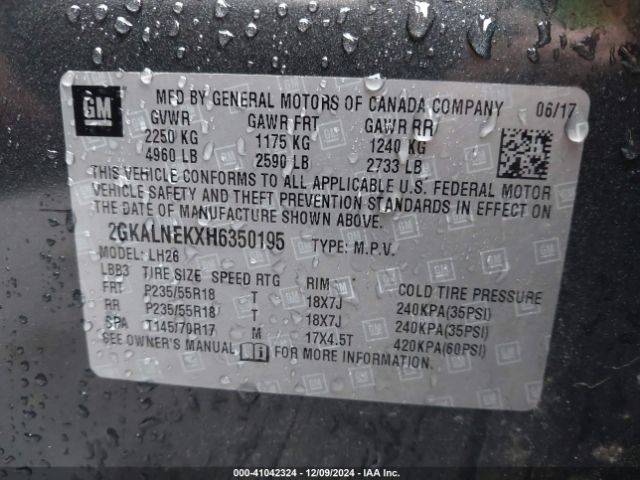 GM
MFD BY GENERAL MOTORS OF CANADA COMPANY 06/17
GVWR GAWR FRT GAWR RR
2250 KG 1175 KG 1240 KG
4960 LB 2590 LB 2733 LB
THIS VEHICLE CONFORMS TO ALL APPLICABLE U.S. FEDERAL MOTOR
VEHICLE SAFETY AND THEFT PREVENTION STANDARDS IN EFFECT ON
THE DATE OF MANUFACTURE SHOWN ABOVE.
2GKALNEKXH6350195 TYPE: M.P.V.
MODEL: LH26
LBB3 TIRE SIZE SPEED RTG RIM COLD TIRE PRESSURE
FRT P235/55R18 T 18X7J 240KPA(35PSI)
RR P235/55R18 T 18X7J 240KPA(35PSI)
SPA T145/70R17 M 17X4.5T 420KPA(60PSI)
SEE OWNER'S MANUAL FOR MORE INFORMATION.
000-41042324 | 12/09/2024 - IAA Inc.